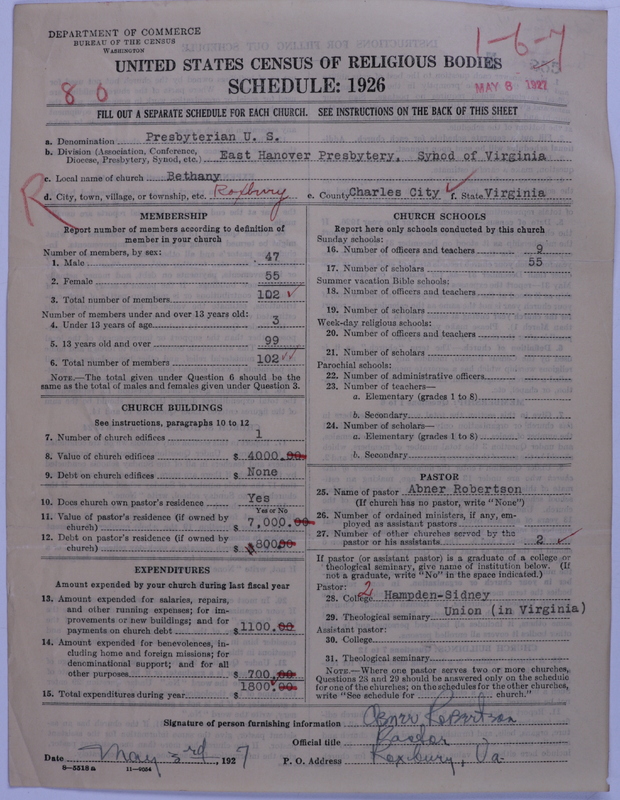 DEPARTMENT OF COMMERCE
BUREAU OF THE CENSUS
WASHINGTON
1-6-7
MAY 6 1927
UNITED STATES CENSUS OF RELIGIOUS BODIES
SCHEDULE: 1926
80
FILL OUT A SEPARATE SCHEDULE FOR EACH CHURCH. SEE INSTRUCTIONS ON THE BACK OF THIS SHEET
a. Denomination Presbyterian U. S.
b. Division (Association, Conference, Diocese, Presbytery, Synod, etc.) East Hanover Presbytery, Synod of Virginia
c. Local name of church Bethany
R
d. City, town, village, or township, etc. Roxbury e. County Charles City f. State Virginia
MEMBERSHIP
Report number of members according to definition of
member in your church
Number of members, by sex:
1. Male 47
2. Female 55
3. Total number of members 102
Number of members under and over 13 years old:
4. Under 13 years of age 3
5. 13 years old and over 99
6. Total number of members 102
NOTE.—The total given under Question 6 should be the
same as the total of males and females given under Question 3.
CHURCH BUILDINGS
See instructions, paragraphs 10 to 12
7. Number of church edifices 1
8. Value of church edifices $ 4000.00
9. Debt on church edifices $ None
10. Does church own pastor's residence Yes
Yes or No
11. Value of pastor's residence (if owned by
church) $ 7,000.00
12. Debt on pastor's residence (if owned by
church) $ 800.00
EXPENDITURES
Amount expended by your church during last fiscal year
13. Amount expended for salaries, repairs,
and other running expenses; for im-
provements or new buildings; and for
payments on church debt $ 1100.00
14. Amount expended for benevolences, in-
cluding home and foreign missions; for
denominational support; and for all
other purposes $ 700.00
15. Total expenditures during year $ 1800.00
CHURCH SCHOOLS
Report here only schools conducted by this church
Sunday schools:
16. Number of officers and teachers 9
17. Number of scholars 55
Summer vacation Bible schools:
18. Number of officers and teachers
19. Number of scholars
Week-day religious schools:
20. Number of officers and teachers
21. Number of scholars
Parochial schools:
22. Number of administrative officers
23. Number of teachers—
a. Elementary (grades 1 to 8)
b. Secondary
24. Number of scholars—
a. Elementary (grades 1 to 8)
b. Secondary
PASTOR
25. Name of pastor Abner Robertson
(If church has no pastor, write "None")
26. Number of ordained ministers, if any, em-
ployed as assistant pastors
27. Number of other churches served by the
pastor or his assistants 2
If pastor (or assistant pastor) is a graduate of a college or
theological seminary, give name of institution below. (If
not a graduate, write "No" in the space indicated.)
Pastor:
28. College 2 Hampden-Sidney
29. Theological seminary Union (in Virginia)
Assistant pastor:
30. College
31. Theological seminary
NOTE.—Where one pastor serves two or more churches,
Questions 28 and 29 should be answered only on the schedule
for one of the churches; on the schedules for the other churches,
write "See schedule for church."
Signature of person furnishing information Abner Robertson
Official title Pastor
Date May 3rd, 1927 P. O. Address Roxbury, Va.
8-5518 a 11-9054